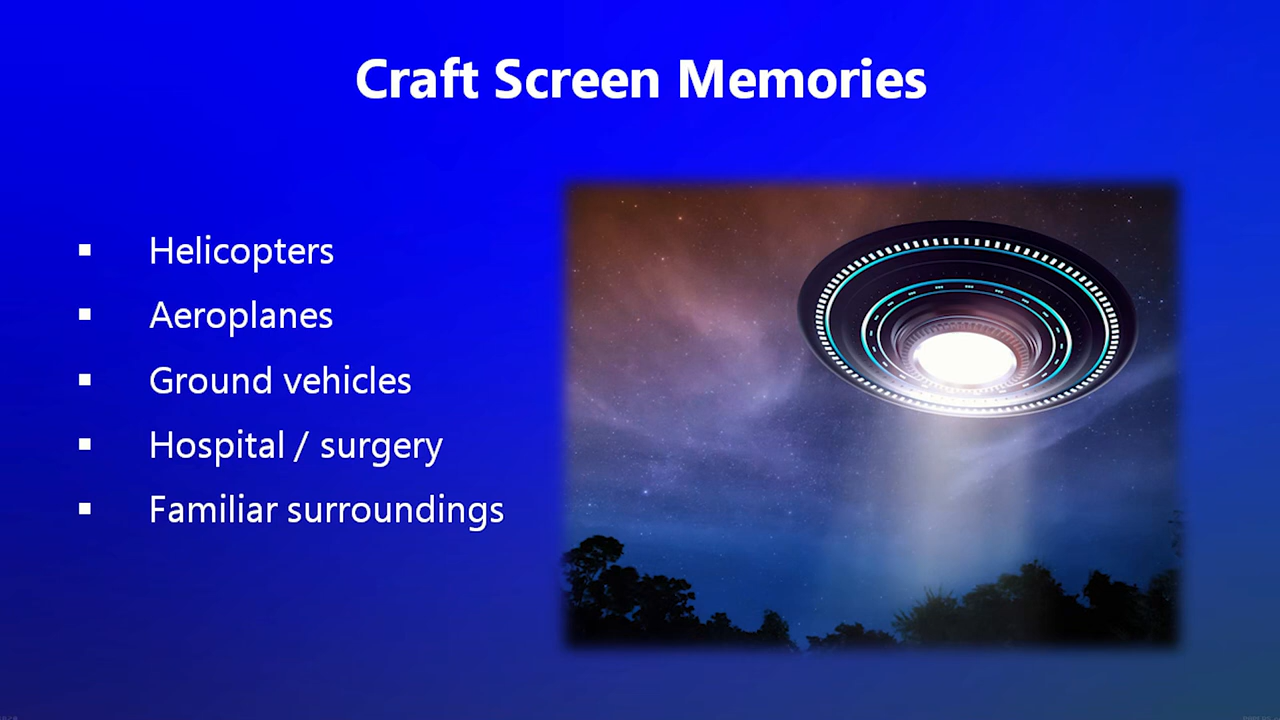 Craft Screen Memories
▪ Helicopters
▪ Aeroplanes
▪ Ground vehicles
▪ Hospital / surgery
▪ Familiar surroundings